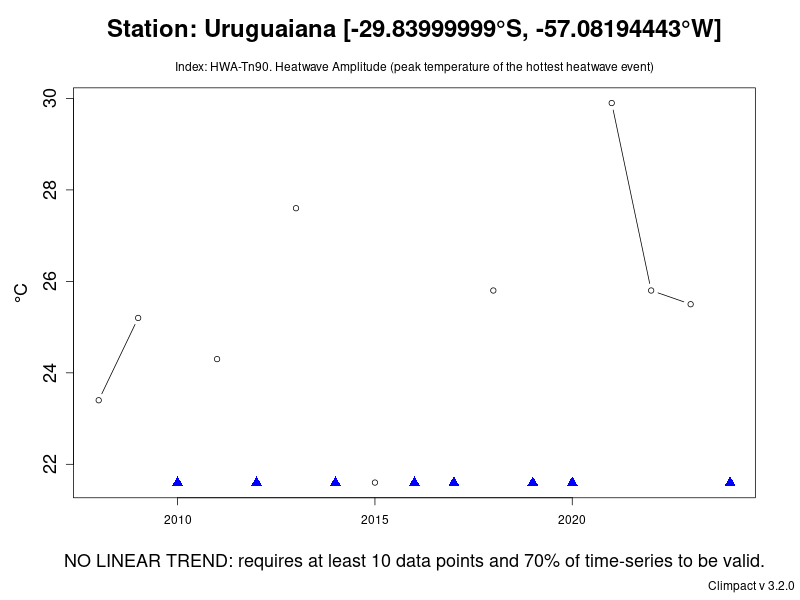 Station: Uruguaiana [-29.83999999°S, -57.08194443°W]
Index: HWA-Tn90. Heatwave Amplitude (peak temperature of the hottest heatwave event)
30
28
26
24
22
°C
2010 2015 2020
NO LINEAR TREND: requires at least 10 data points and 70% of time-series to be valid.
Climpact v 3.2.0